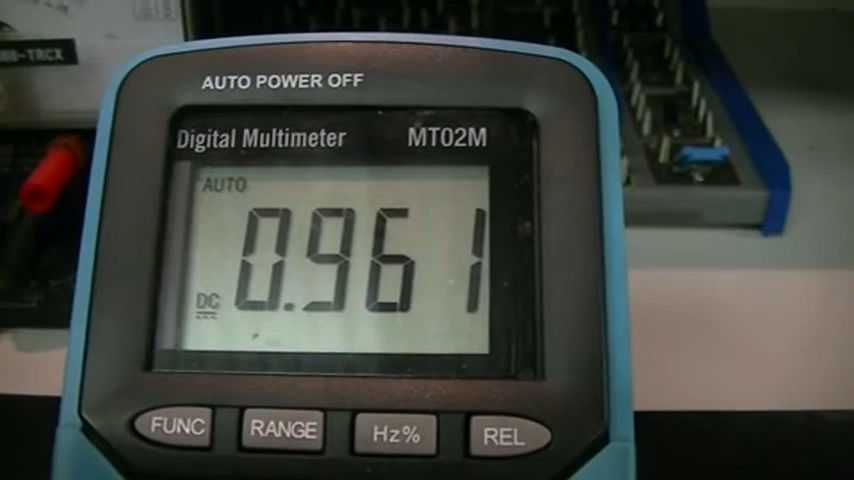 AUTO POWER OFF
Digital Multimeter MT02M
AUTO
0.961
DC
FUNC RANGE Hz% REL